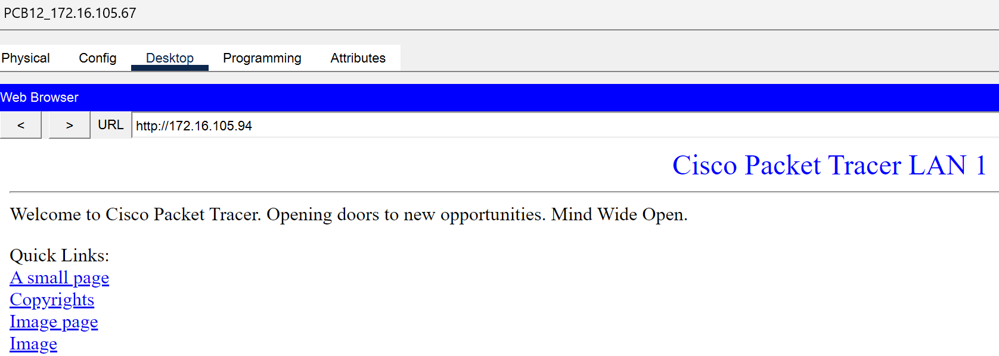 PCB12_172.16.105.67
Physical Config Desktop Programming Attributes
Web Browser
< > URL http://172.16.105.94
Cisco Packet Tracer LAN 1
Welcome to Cisco Packet Tracer. Opening doors to new opportunities. Mind Wide Open.
Quick Links:
A small page
Copyrights
Image page
Image